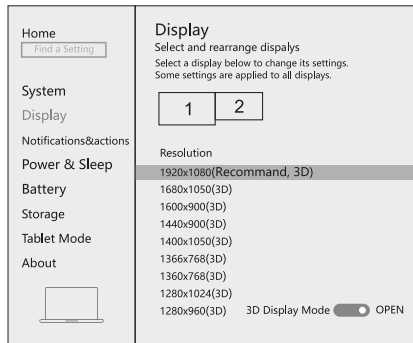 Home
Find a Setting
System
Display
Notifications&actions
Power & Sleep
Battery
Storage
Tablet Mode
About
Display
Select and rearrange dispalys
Select a display below to change its settings.
Some settings are applied to all displays.
1 2
Resolution
1920x1080(Recommand, 3D)
1680x1050(3D)
1600x900(3D)
1440x900(3D)
1400x1050(3D)
1366x768(3D)
1360x768(3D)
1280x1024(3D)
1280x960(3D) 3D Display Mode OPEN